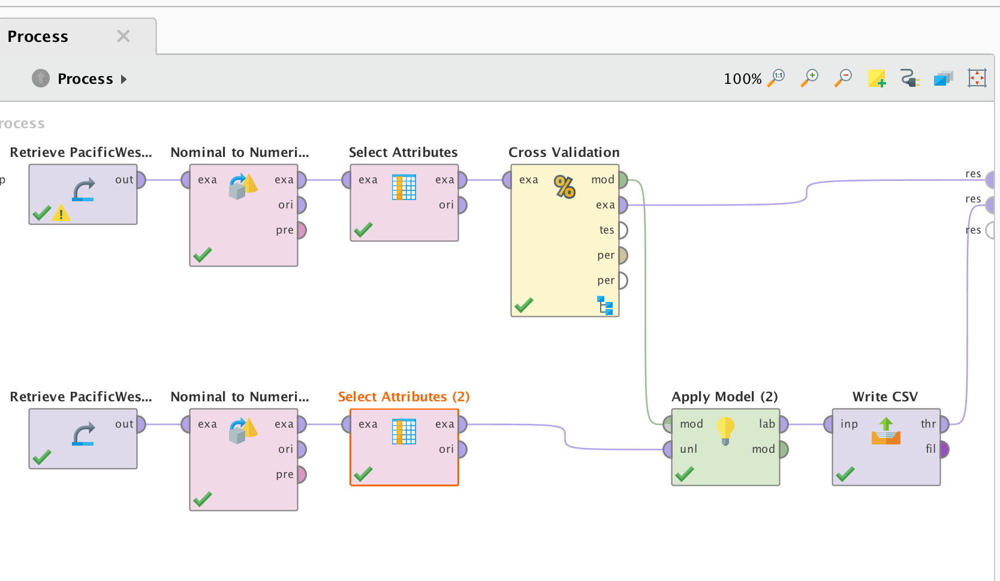 Process
Process
100%
rocess
Retrieve PacificWes...
Nominal to Numeri...
Select Attributes
Cross Validation
p
out
exa
exa
ori
pre
exa
exa
ori
exa
mod
exa
tes
per
per
res
res
res
Retrieve PacificWes...
Nominal to Numeri...
Select Attributes (2)
Apply Model (2)
Write CSV
out
exa
exa
ori
pre
exa
exa
ori
mod
unl
lab
mod
inp
thr
fil